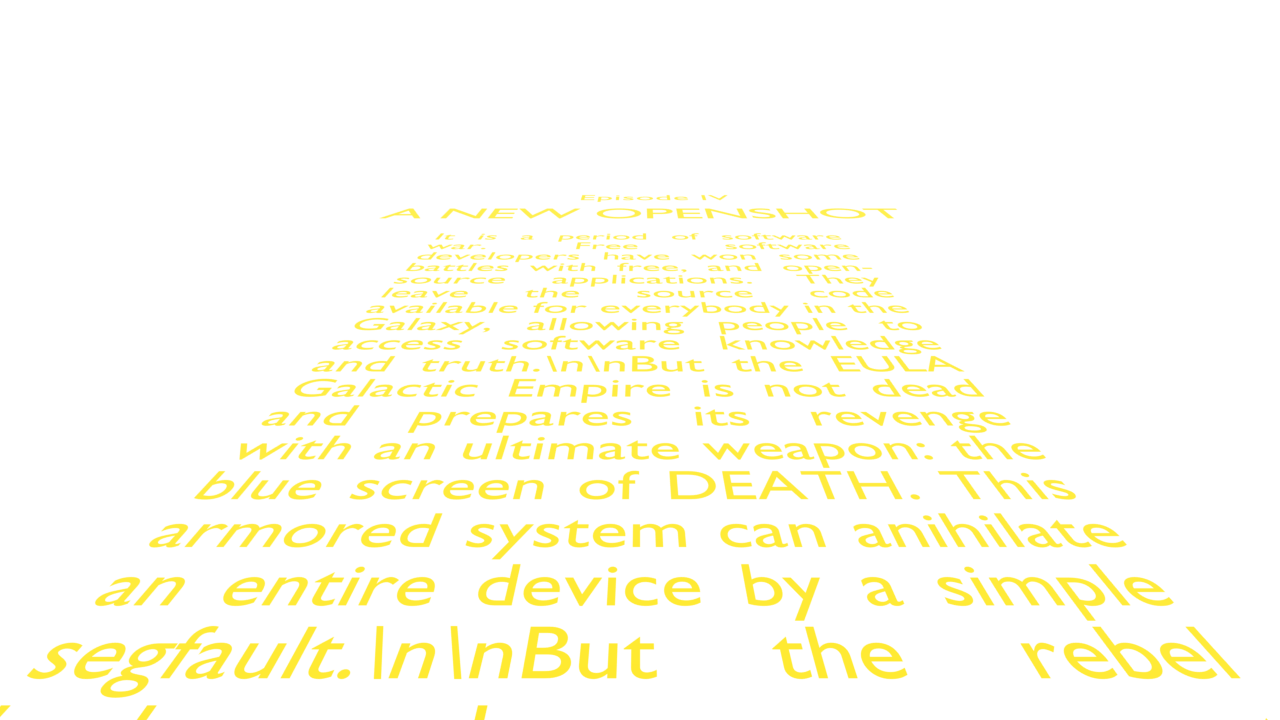 Episode IV
A NEW OPENSHOT
It is a period of software
war. Free software
developers have won some
battles with free, and open-
source applications. They
leave the source code
available for everybody in the
Galaxy, allowing people to
access software knowledge
and truth.\n\nBut the EULA
Galactic Empire is not dead
and prepares its revenge
with an ultimate weapon: the
blue screen of DEATH. This
armored system can anihilate
an entire device by a simple
segfault.\n\nBut the rebel